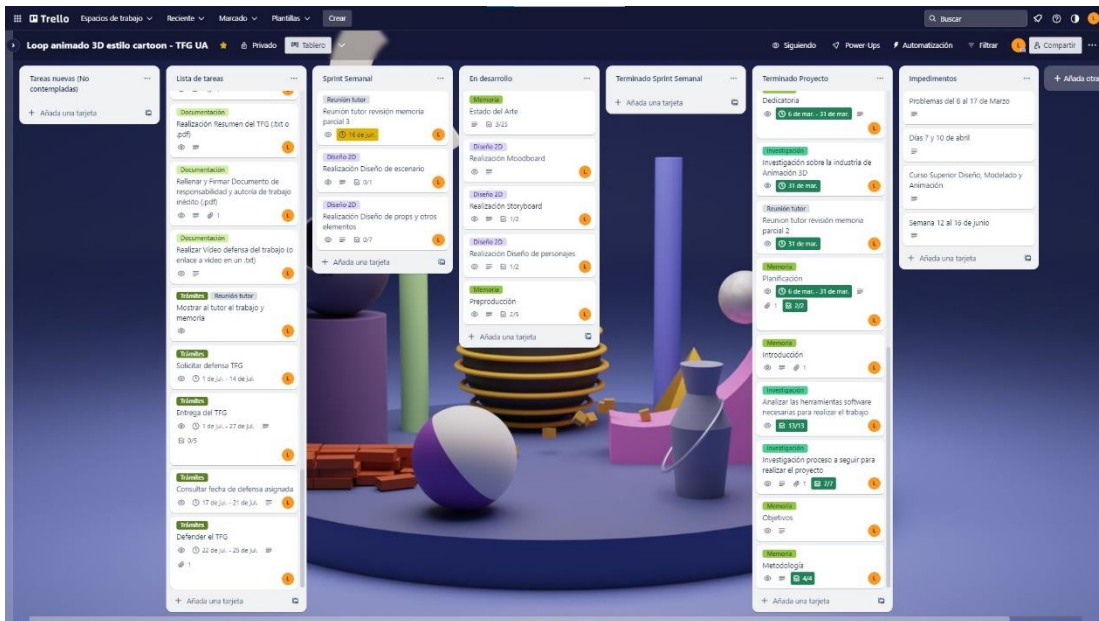 Trello Espacios de trabajo Reciente Marcado Plantillas Crear Buscar
Loop animado 3D estilo cartoon - TFG UA Privado Tablero Siguiendo Power-Ups Automatización Filtrar L Compartir
Tareas nuevas (No
contempladas)
+ Añada una tarjeta
Lista de tareas
Documentación
Realización Resumen del TFG (.txt o
.pdf)
L
Documentación
Rellenar y Firmar Documento de
responsabilidad y autoría de trabajo
inédito (.pdf)
1 L
Documentación
Realizar Vídeo defensa del trabajo (o
enlace a vídeo en un .txt)
L
Trámites Reunión tutor
Mostrar al tutor el trabajo y
memoria
L
Trámites
Solicitar defensa TFG
1 de jul. - 14 de jul. L
Trámites
Entrega del TFG
1 de jul. - 27 de jul.
0/5
L
Trámites
Consultar fecha de defensa asignada
17 de jul. - 21 de jul. L
Trámites
Defender el TFG
22 de jul. - 25 de jul.
1
L
+ Añada una tarjeta
Sprint Semanal
Reunión tutor
Reunión tutor revisión memoria
parcial 3
16 de jun L
Diseño 2D
Realización Diseño de escenario
0/1 L
Diseño 2D
Realización Diseño de props y otros
elementos
0/7 L
+ Añada una tarjeta
En desarrollo
Memoria
Estado del Arte
3/25
Diseño 2D
Realización Moodboard
L
Diseño 2D
Realización Storyboard
1/2 L
Diseño 2D
Realización Diseño de personajes
1/2 L
Memoria
Preproducción
2/5 L
+ Añada una tarjeta
Terminado Sprint Semanal
+ Añada una tarjeta
Terminado Proyecto
Dedicatoria
6 de mar. - 31 de mar.
L
Investigación
Investigación sobre la industria de
Animación 3D
31 de mar. L
Reunión tutor
Reunion tutor revisión memoria
parcial 2
31 de mar. L
Memoria
Planificación
6 de mar. - 31 de mar.
1 2/2
L
Memoria
Introducción
1 L
Investigación
Analizar las herramientas software
necesarias para realizar el trabajo
13/13 L
Investigación
Investigación proceso a seguir para
realizar el proyecto
1 7/7 L
Memoria
Objetivos
L
Memoria
Metodología
4/4 L
+ Añada una tarjeta
Impedimentos
Problemas del 8 al 17 de Marzo
Días 7 y 10 de abril
Curso Superior Diseño, Modelado y
Animación
Semana 12 al 16 de junio
+ Añada una tarjeta
+ Añada otra